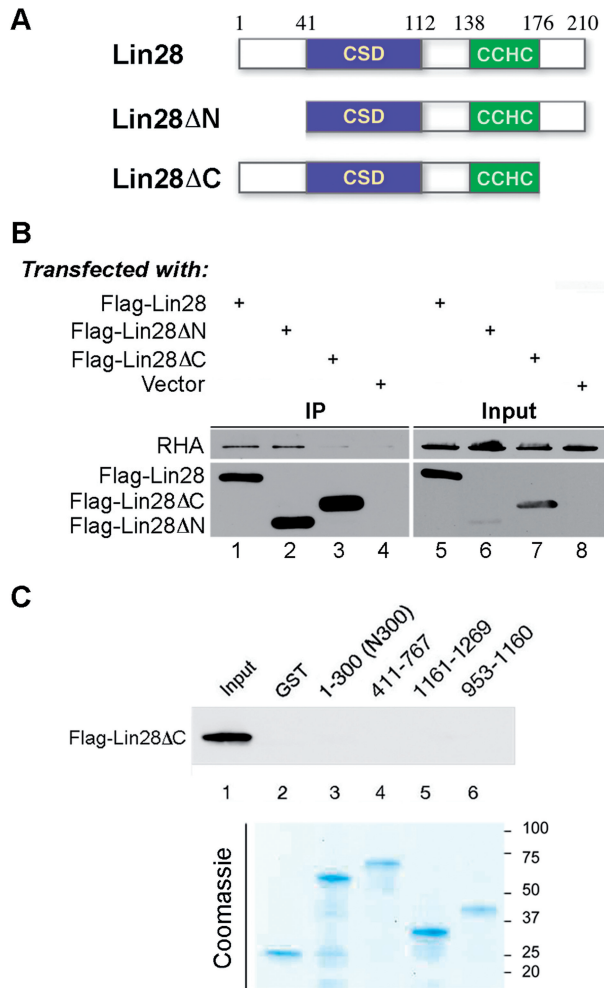 A
1 41 112 138 176 210
Lin28 CSD CCHC
Lin28ΔN CSD CCHC
Lin28ΔC CSD CCHC
B
Transfected with:
Flag-Lin28 + +
Flag-Lin28ΔN + +
Flag-Lin28ΔC + +
Vector + +
IP Input
RHA
Flag-Lin28
Flag-Lin28ΔC
Flag-Lin28ΔN
1 2 3 4 5 6 7 8
C
Input GST 1-300 (N300) 411-767 1161-1269 953-1160
Flag-Lin28ΔC
1 2 3 4 5 6
Coomassie
100
75
50
37
25
20